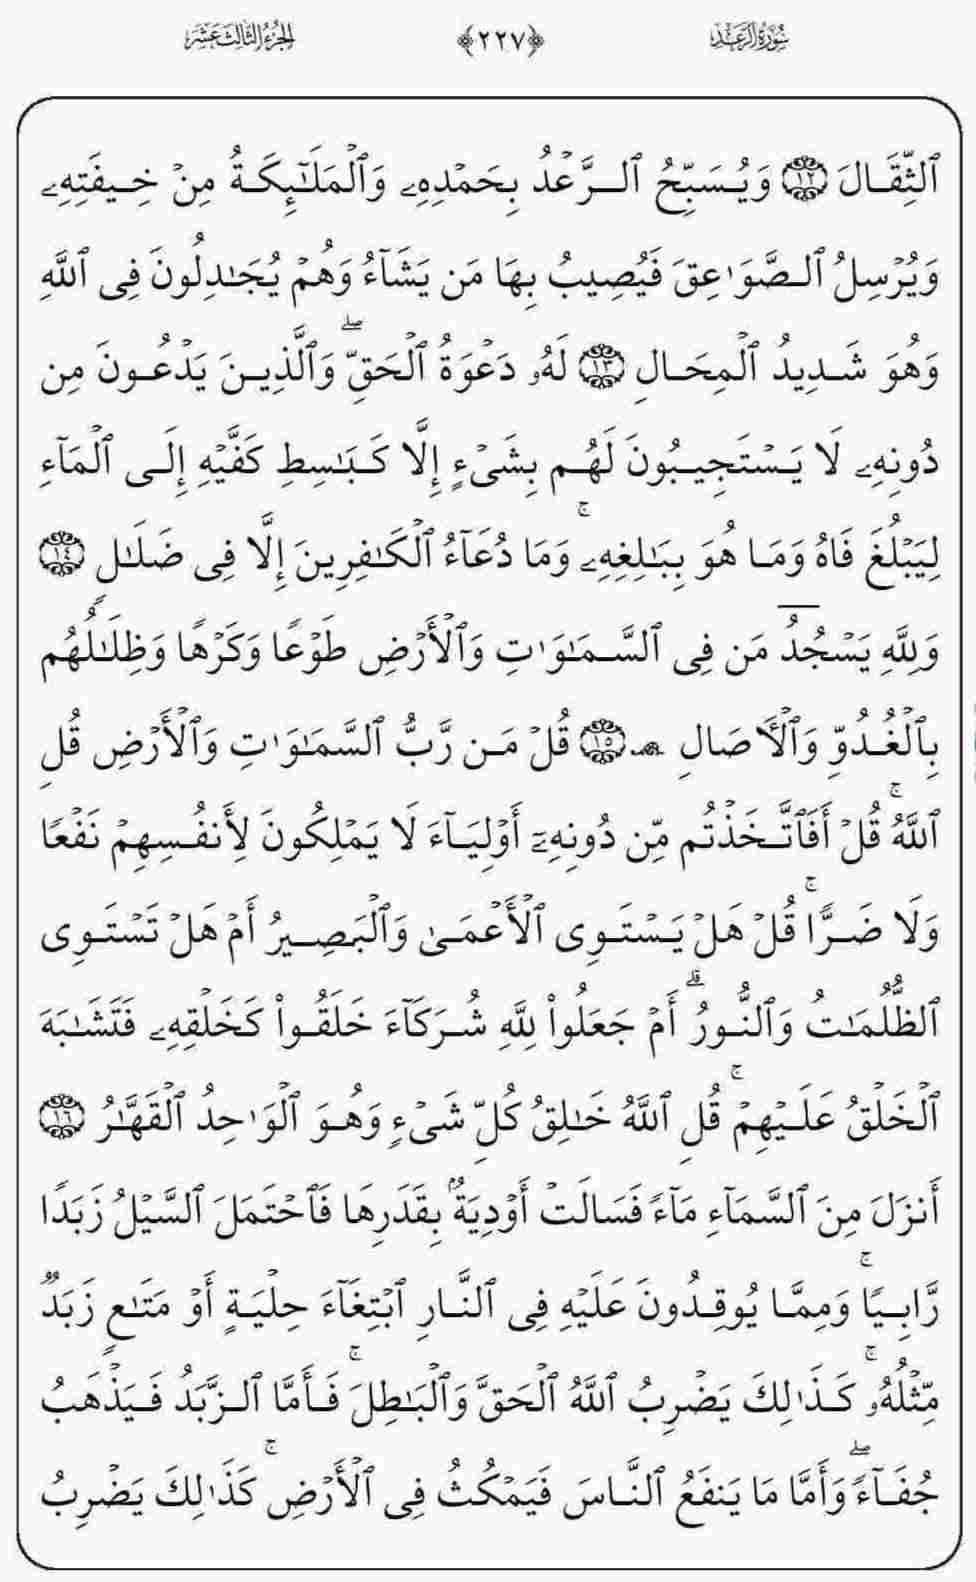 سُورَةُ الرَّعْدِ ﴿٢٢٧﴾ الجُزْءُ الثَّالِثَ عَشَرَ
ٱلثِّقَالَ ١٢ وَيُسَبِّحُ ٱلرَّعْدُ بِحَمْدِهِۦ وَٱلْمَلَـٰٓئِكَةُ مِنْ خِيفَتِهِۦ
وَيُرْسِلُ ٱلصَّوَٰعِقَ فَيُصِيبُ بِهَا مَن يَشَآءُ وَهُمْ يُجَـٰدِلُونَ فِى ٱللَّهِ
وَهُوَ شَدِيدُ ٱلْمِحَالِ ١٣ لَهُۥ دَعْوَةُ ٱلْحَقِّ ۖ وَٱلَّذِينَ يَدْعُونَ مِن
دُونِهِۦ لَا يَسْتَجِيبُونَ لَهُم بِشَىْءٍ إِلَّا كَبَـٰسِطِ كَفَّيْهِ إِلَى ٱلْمَآءِ
لِيَبْلُغَ فَاهُ وَمَا هُوَ بِبَـٰلِغِهِۦ ۚ وَمَا دُعَآءُ ٱلْكَـٰفِرِينَ إِلَّا فِى ضَلَـٰلٍ ١٤
وَلِلَّهِ يَسْجُدُ مَن فِى ٱلسَّمَـٰوَٰتِ وَٱلْأَرْضِ طَوْعًا وَكَرْهًا وَظِلَـٰلُهُم
بِٱلْغُدُوِّ وَٱلْـَٔاصَالِ ۩ ١٥ قُلْ مَن رَّبُّ ٱلسَّمَـٰوَٰتِ وَٱلْأَرْضِ قُلِ
ٱللَّهُ ۚ قُلْ أَفَٱتَّخَذْتُم مِّن دُونِهِۦٓ أَوْلِيَآءَ لَا يَمْلِكُونَ لِأَنفُسِهِمْ نَفْعًا
وَلَا ضَرًّا ۚ قُلْ هَلْ يَسْتَوِى ٱلْأَعْمَىٰ وَٱلْبَصِيرُ أَمْ هَلْ تَسْتَوِى
ٱلظُّلُمَـٰتُ وَٱلنُّورُ ۗ أَمْ جَعَلُوا۟ لِلَّهِ شُرَكَآءَ خَلَقُوا۟ كَخَلْقِهِۦ فَتَشَـٰبَهَ
ٱلْخَلْقُ عَلَيْهِمْ ۚ قُلِ ٱللَّهُ خَـٰلِقُ كُلِّ شَىْءٍ وَهُوَ ٱلْوَٰحِدُ ٱلْقَهَّـٰرُ ١٦
أَنزَلَ مِنَ ٱلسَّمَآءِ مَآءً فَسَالَتْ أَوْدِيَةٌۢ بِقَدَرِهَا فَٱحْتَمَلَ ٱلسَّيْلُ زَبَدًا
رَّابِيًا ۚ وَمِمَّا يُوقِدُونَ عَلَيْهِ فِى ٱلنَّارِ ٱبْتِغَآءَ حِلْيَةٍ أَوْ مَتَـٰعٍ زَبَدٌ
مِّثْلُهُۥ ۚ كَذَٰلِكَ يَضْرِبُ ٱللَّهُ ٱلْحَقَّ وَٱلْبَـٰطِلَ ۚ فَأَمَّا ٱلزَّبَدُ فَيَذْهَبُ
جُفَآءً ۖ وَأَمَّا مَا يَنفَعُ ٱلنَّاسَ فَيَمْكُثُ فِى ٱلْأَرْضِ ۚ كَذَٰلِكَ يَضْرِبُ